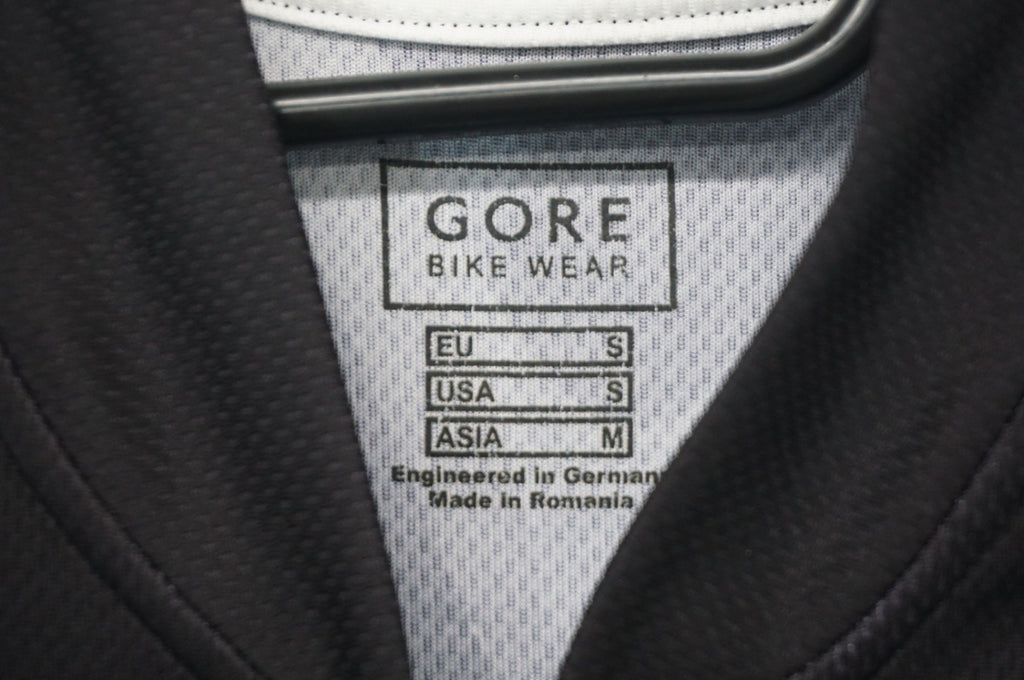 GORE
BIKE WEAR
EU S
USA S
ASIA M
Engineered in German
Made in Romania